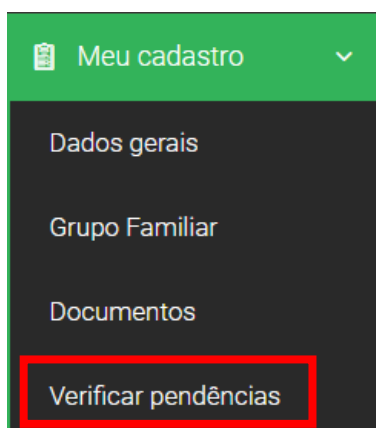 Meu cadastro
Dados gerais
Grupo Familiar
Documentos
Verificar pendências